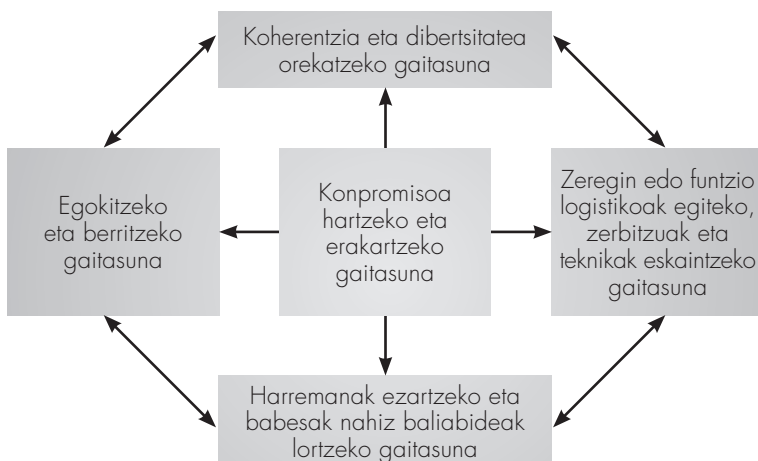 Koherentzia eta dibertsitatea
orekatzeko gaitasuna
Egokitzeko
eta berritzeko
gaitasuna
Konpromisoa
hartzeko eta
erakartzeko
gaitasuna
Zeregin edo funtzio
logistikoak egiteko,
zerbitzuak eta
teknikak eskaintzeko
gaitasuna
Harremanak ezartzeko eta
babesak nahiz baliabideak
lortzeko gaitasuna